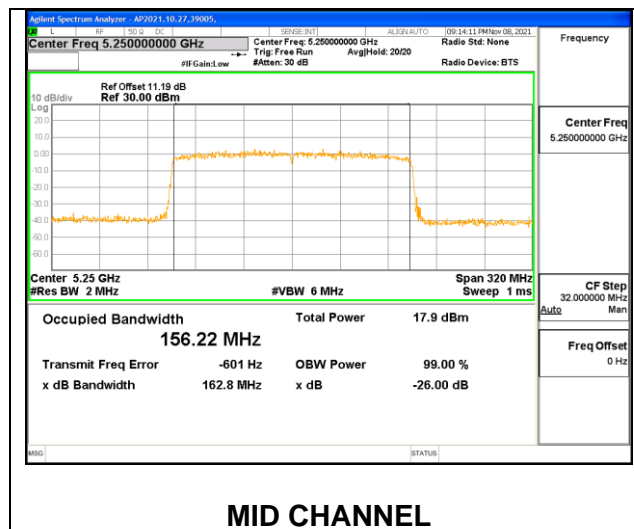 Agilent Spectrum Analyzer - AP2021.10.27,39005,
LXI L RF 50 Ω DC SENSE:INT ALIGN AUTO 09:14:11 PM Nov 08, 2021
Center Freq 5.250000000 GHz
Center Freq: 5.250000000 GHz
Radio Std: None
Trig: Free Run Avg|Hold: 20/20
#IFGain:Low #Atten: 30 dB Radio Device: BTS
Ref Offset 11.19 dB
10 dB/div Ref 30.00 dBm
Log
20.0
10.0
0.00
-10.0
-20.0
-30.0
-40.0
-50.0
-60.0
Center 5.25 GHz Span 320 MHz
#Res BW 2 MHz #VBW 6 MHz Sweep 1 ms
Occupied Bandwidth Total Power 17.9 dBm
156.22 MHz
Transmit Freq Error -601 Hz OBW Power 99.00 %
x dB Bandwidth 162.8 MHz x dB -26.00 dB
MSG STATUS
Frequency
Center Freq
5.250000000 GHz
CF Step
32.000000 MHz
Auto Man
Freq Offset
0 Hz
MID CHANNEL